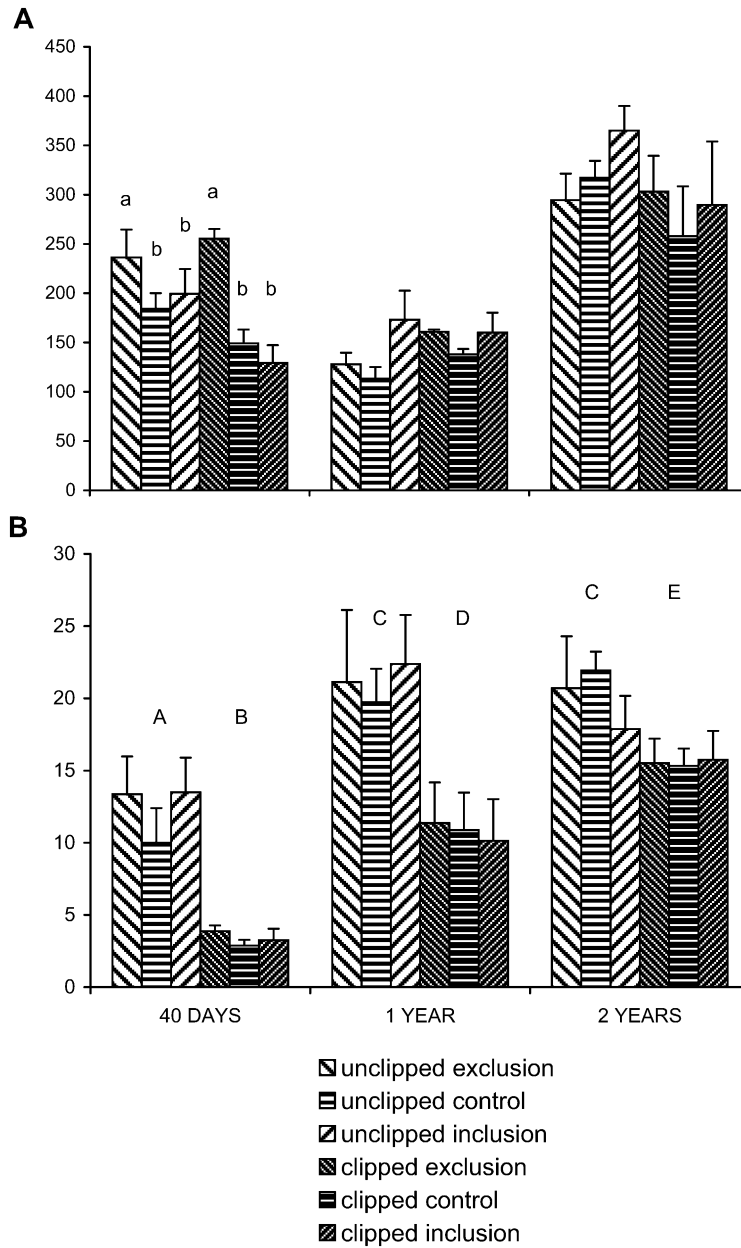 A
450
400
350
300
250
200
150
100
50
0
a
b
b
a
b
b
B
30
25
20
15
10
5
0
A
B
C
D
C
E
40 DAYS
1 YEAR
2 YEARS
unclipped exclusion
unclipped control
unclipped inclusion
clipped exclusion
clipped control
clipped inclusion